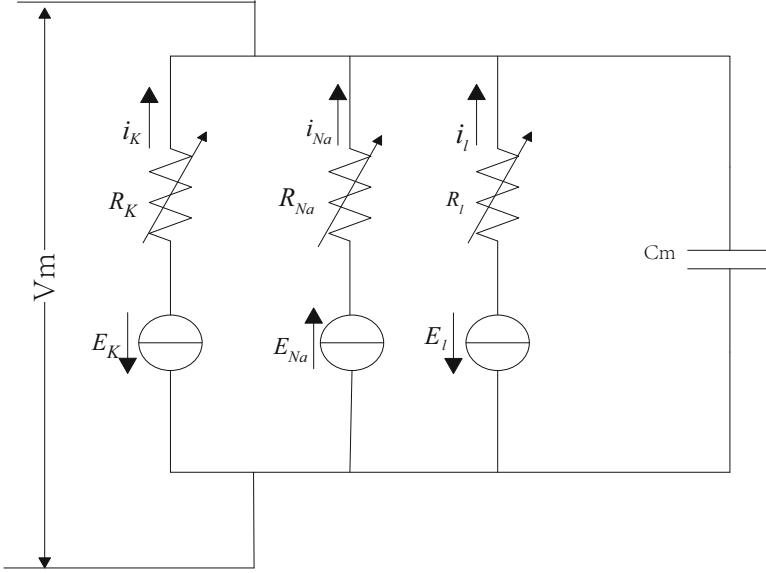 i_K
i_Na
i_l
R_K
R_Na
R_l
Vm
Cm
E_K
E_Na
E_l